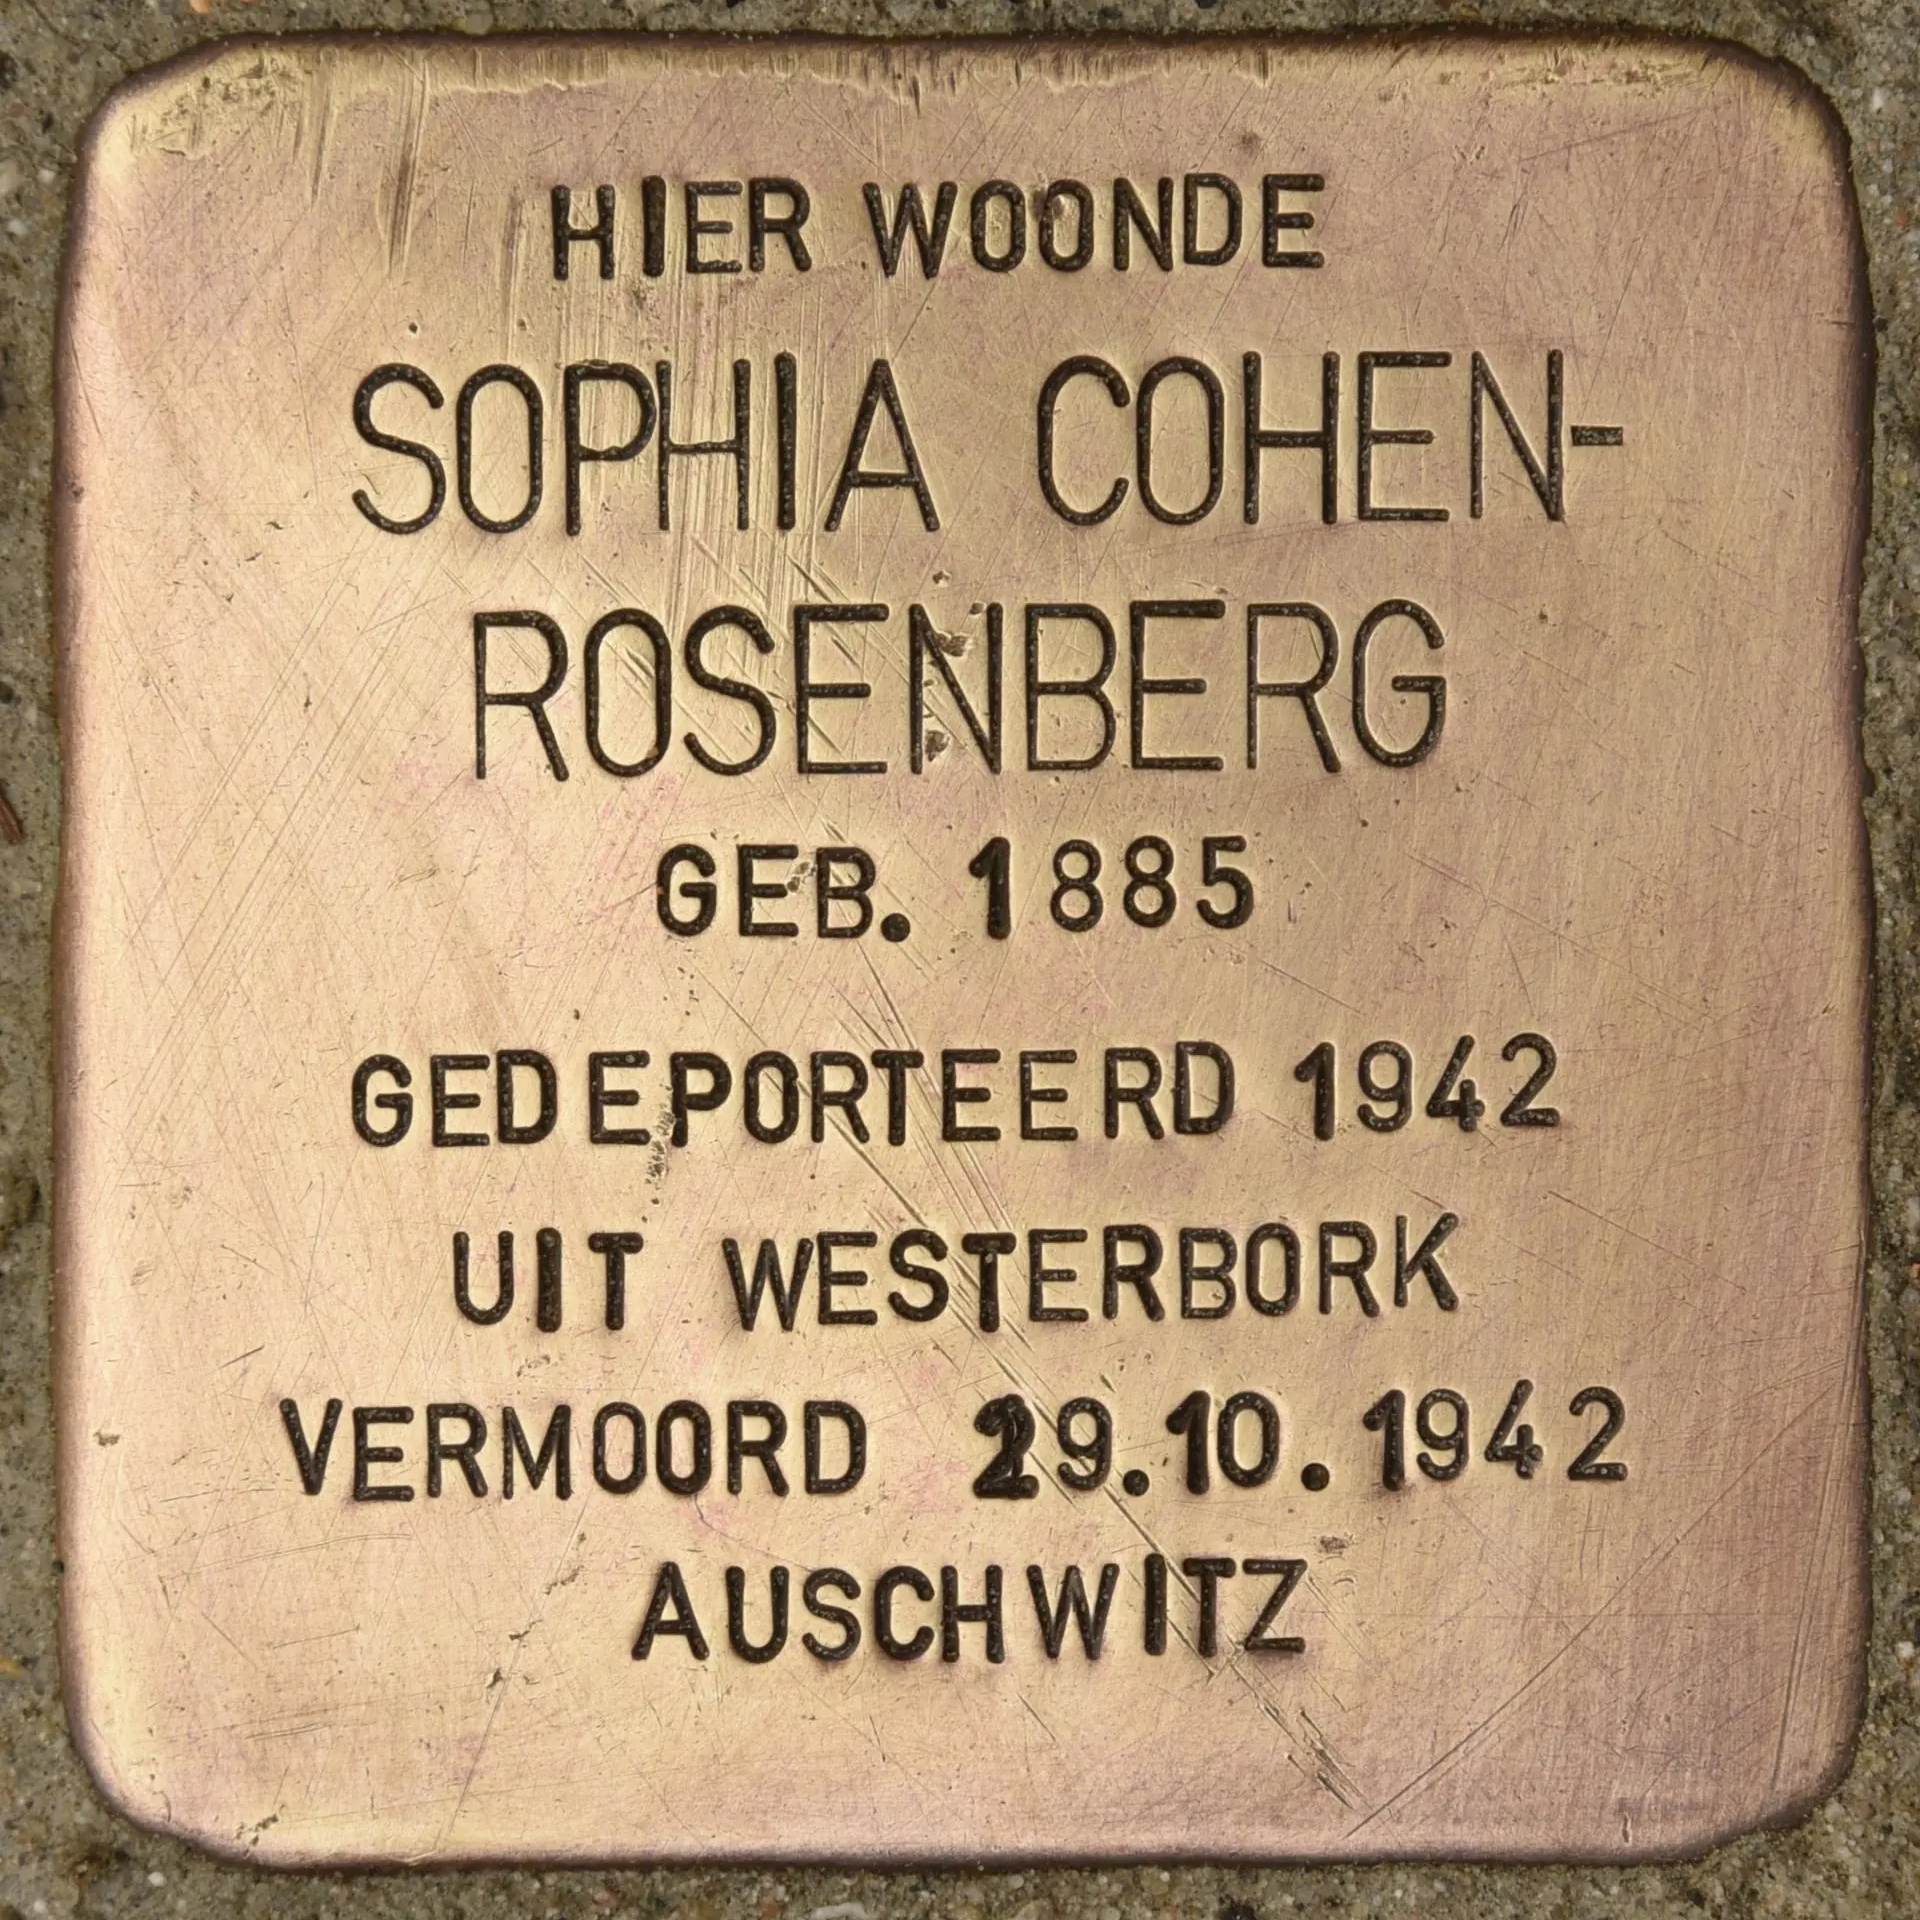 HIER WOONDE
SOPHIA COHEN-
ROSENBERG
GEB. 1885
GEDEPORTEERD 1942
UIT WESTERBORK
VERMOORD 29.10.1942
AUSCHWITZ